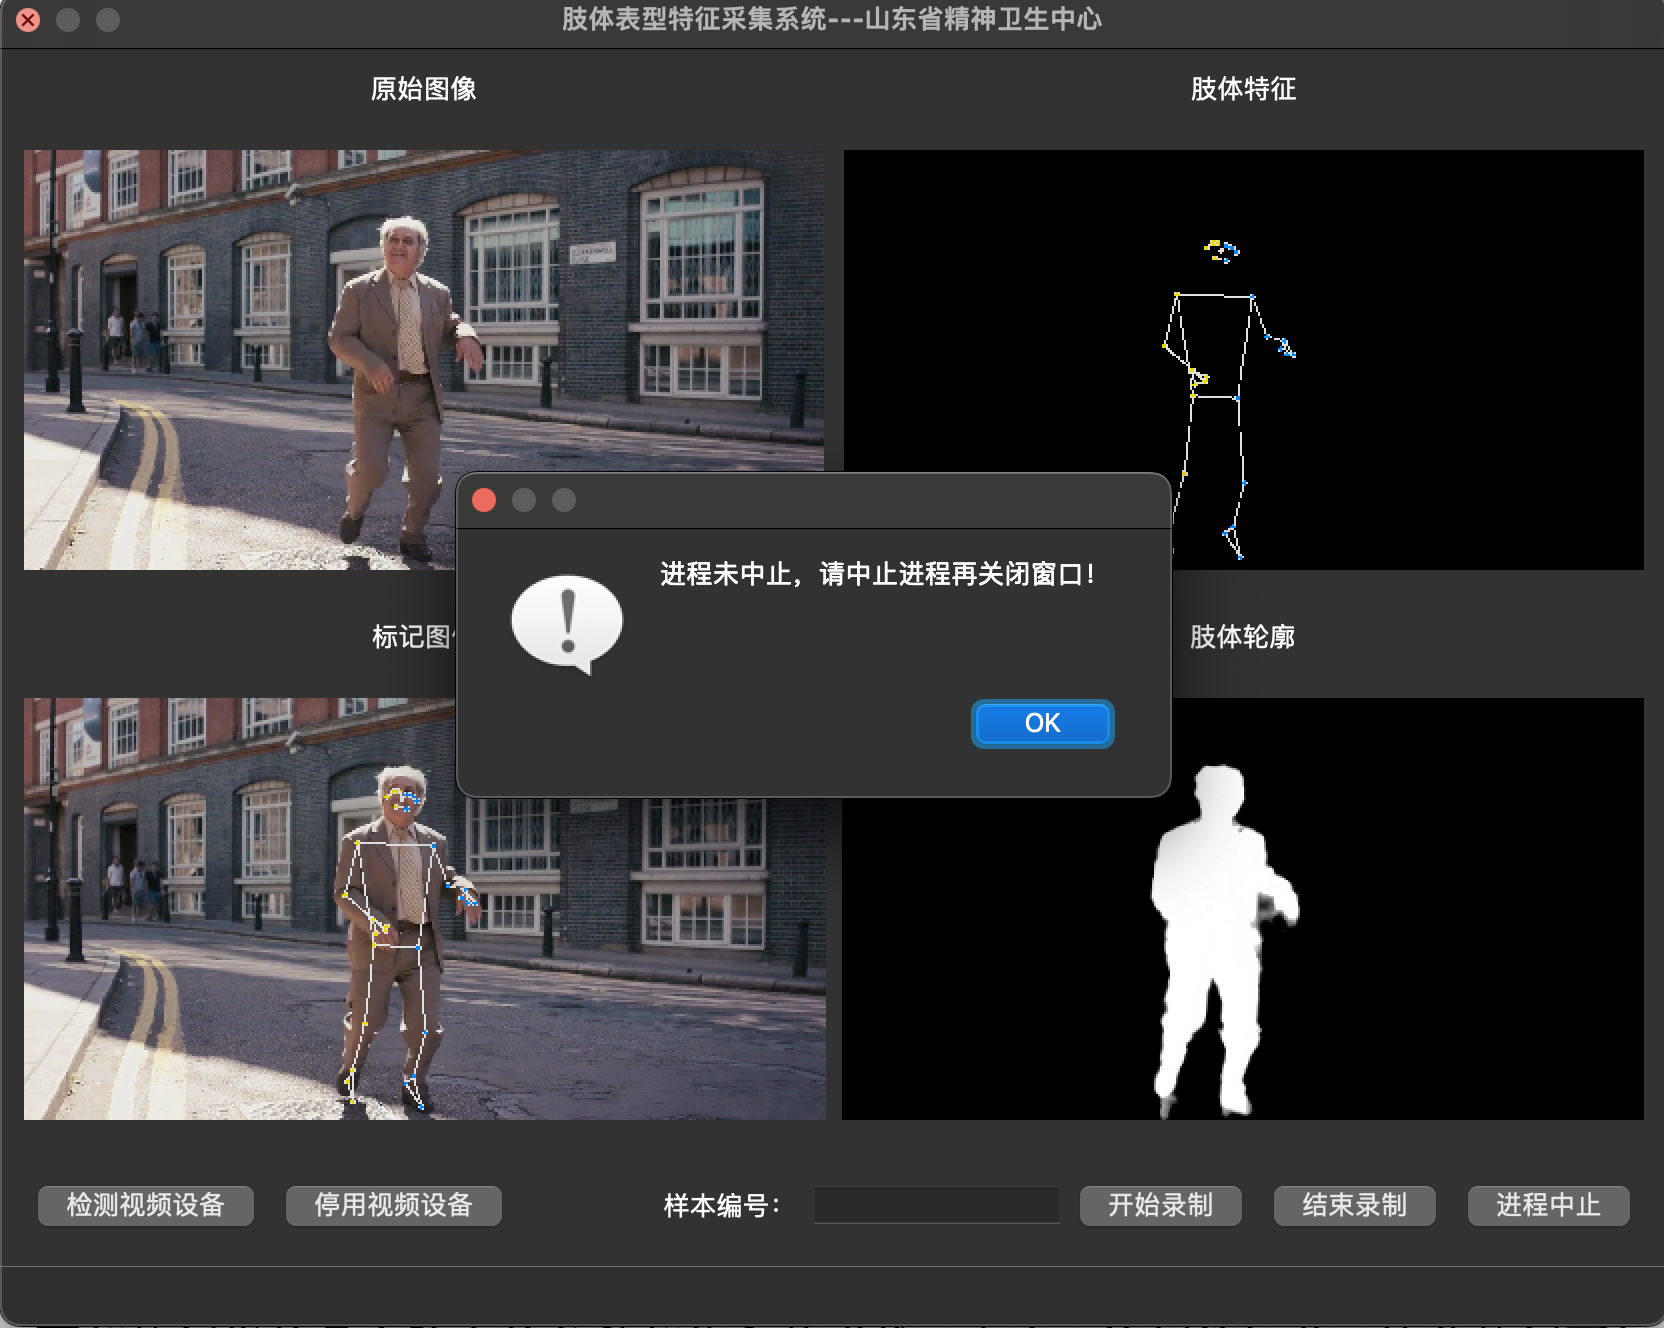 肢体表型特征采集系统---山东省精神卫生中心
原始图像
肢体特征
进程未中止，请中止进程再关闭窗口！
OK
标记图
肢体轮廓
检测视频设备
停用视频设备
样本编号：
开始录制
结束录制
进程中止